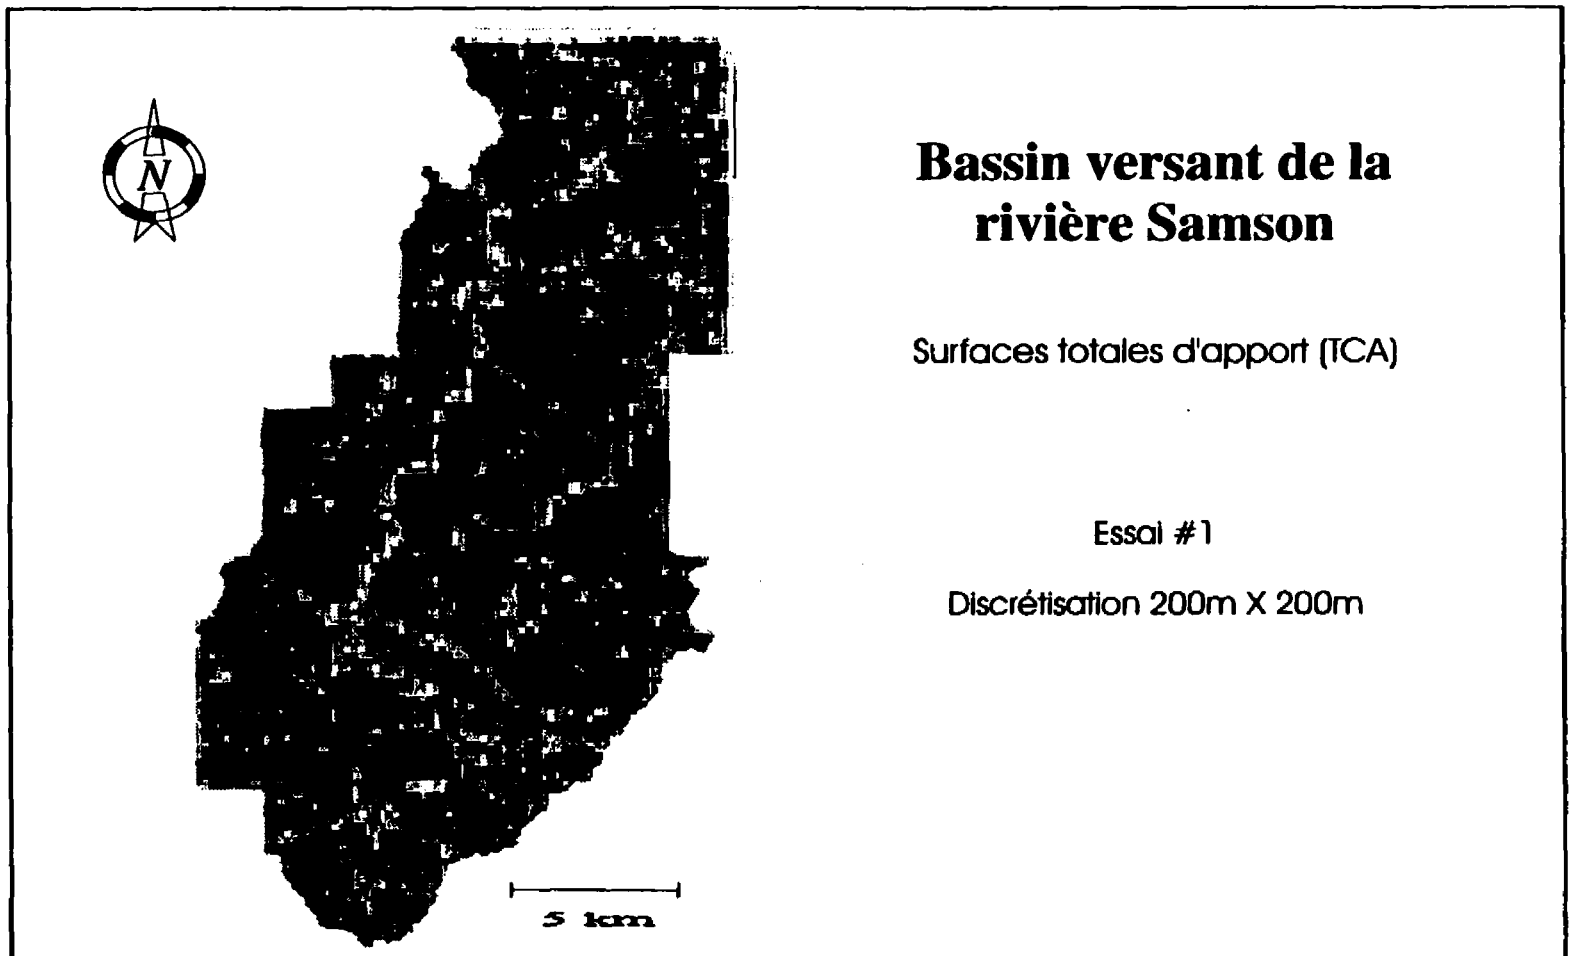 N
Bassin versant de la
rivière Samson
Surfaces totales d'apport (TCA)
Essai #1
Discrétisation 200m X 200m
5 km